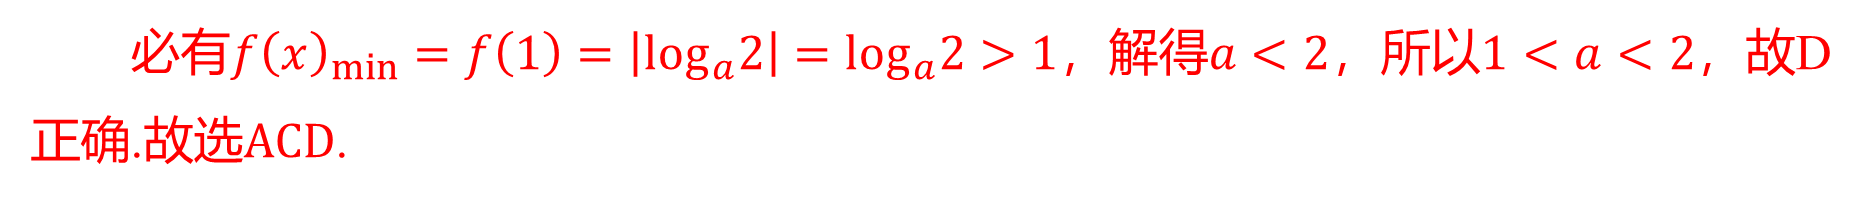 必有f(x)min = f(1) = |logₐ2| = logₐ2 > 1，解得a < 2，所以1 < a < 2，故D
正确.故选ACD.